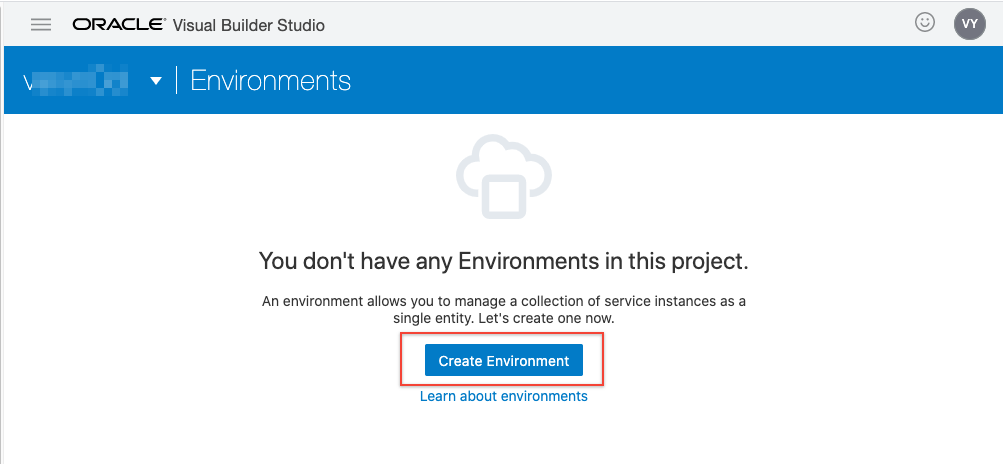 ORACLE® Visual Builder Studio
VY
Environments
You don't have any Environments in this project.
An environment allows you to manage a collection of service instances as a
single entity. Let's create one now.
Create Environment
Learn about environments